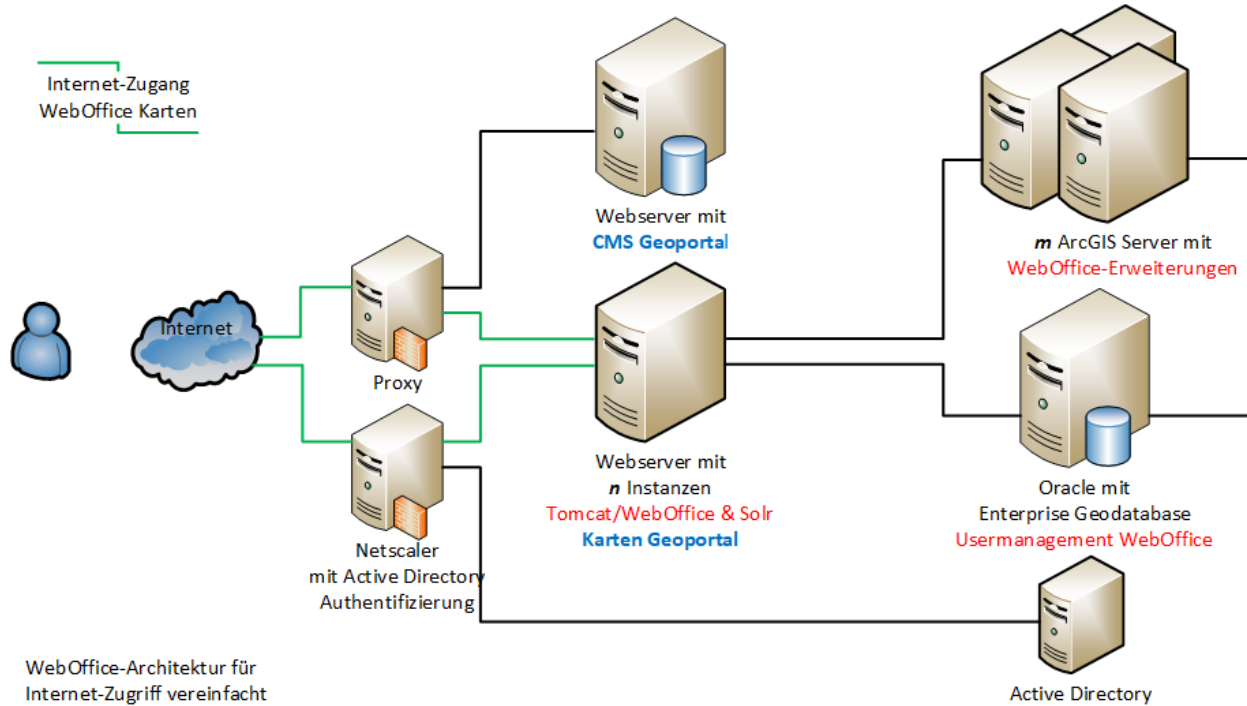 Internet-Zugang
WebOffice Karten
Webserver mit
CMS Geoportal
m ArcGIS Server mit
WebOffice-Erweiterungen
Internet
Proxy
Webserver mit
n Instanzen
Tomcat/WebOffice & Solr
Karten Geoportal
Oracle mit
Enterprise Geodatabase
Usermanagement WebOffice
Netscaler
mit Active Directory
Authentifizierung
WebOffice-Architektur für
Internet-Zugriff vereinfacht
Active Directory